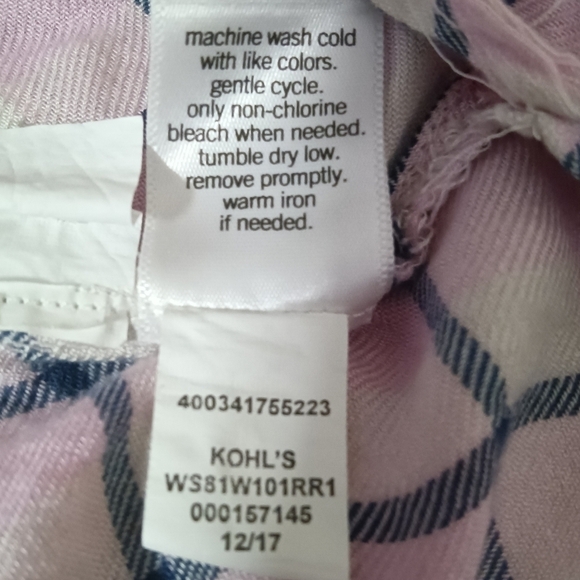 machine wash cold
with like colors.
gentle cycle.
only non-chlorine
bleach when needed.
tumble dry low.
remove promptly.
warm iron
if needed.
400341755223
KOHL'S
WS81W101RR1
000157145
12/17